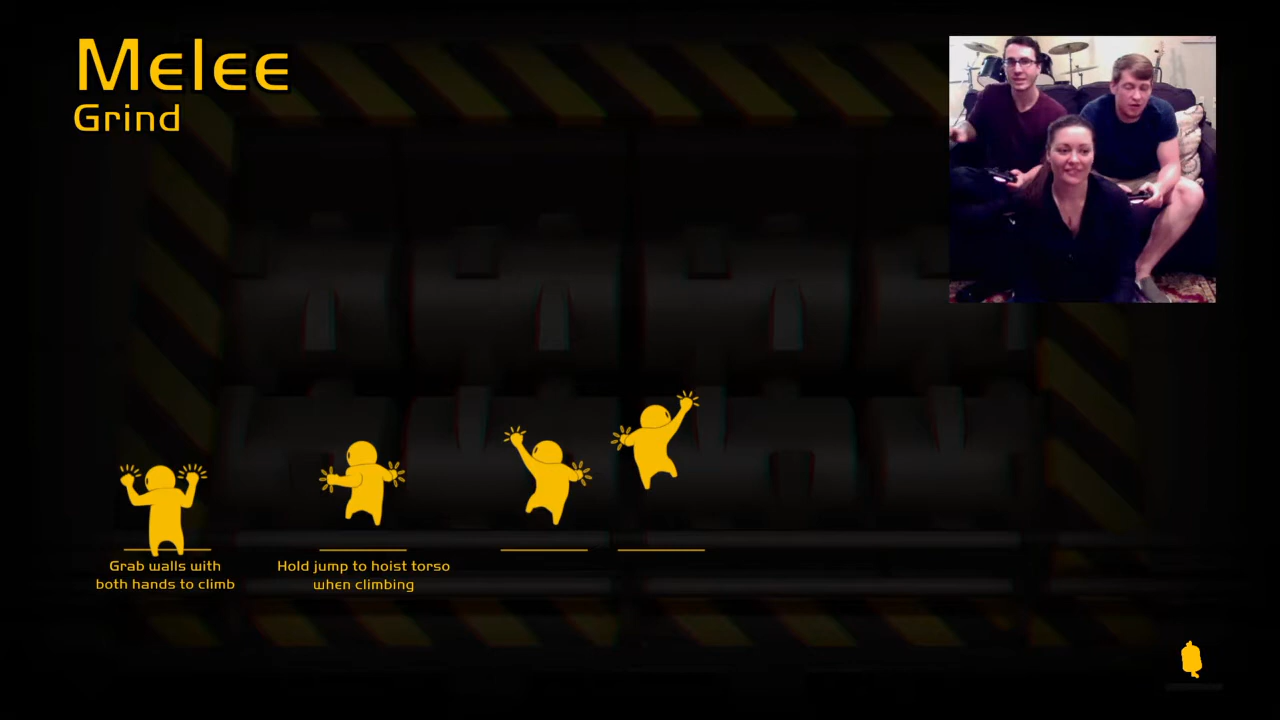 Melee
Grind
Grab walls with
both hands to climb
Hold jump to hoist torso
when climbing